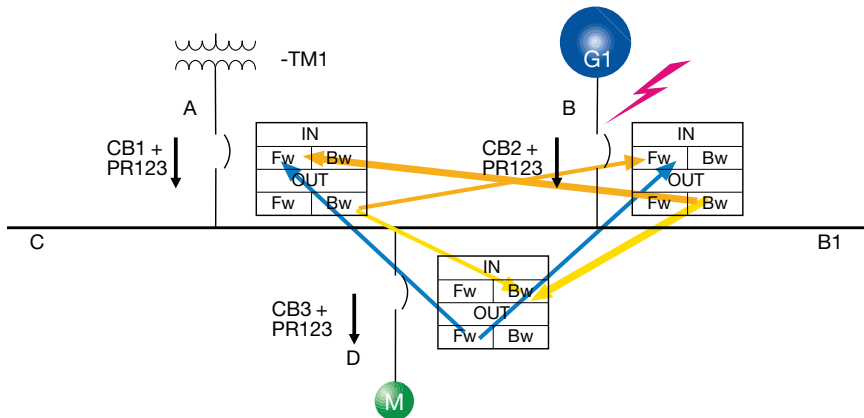 -TM1
G1
A
B
CB1 +
PR123
IN
Fw Bw
OUT
Fw Bw
CB2 +
PR123
IN
Fw Bw
OUT
Fw Bw
C
B1
CB3 +
PR123
IN
Fw Bw
OUT
Fw Bw
D
M